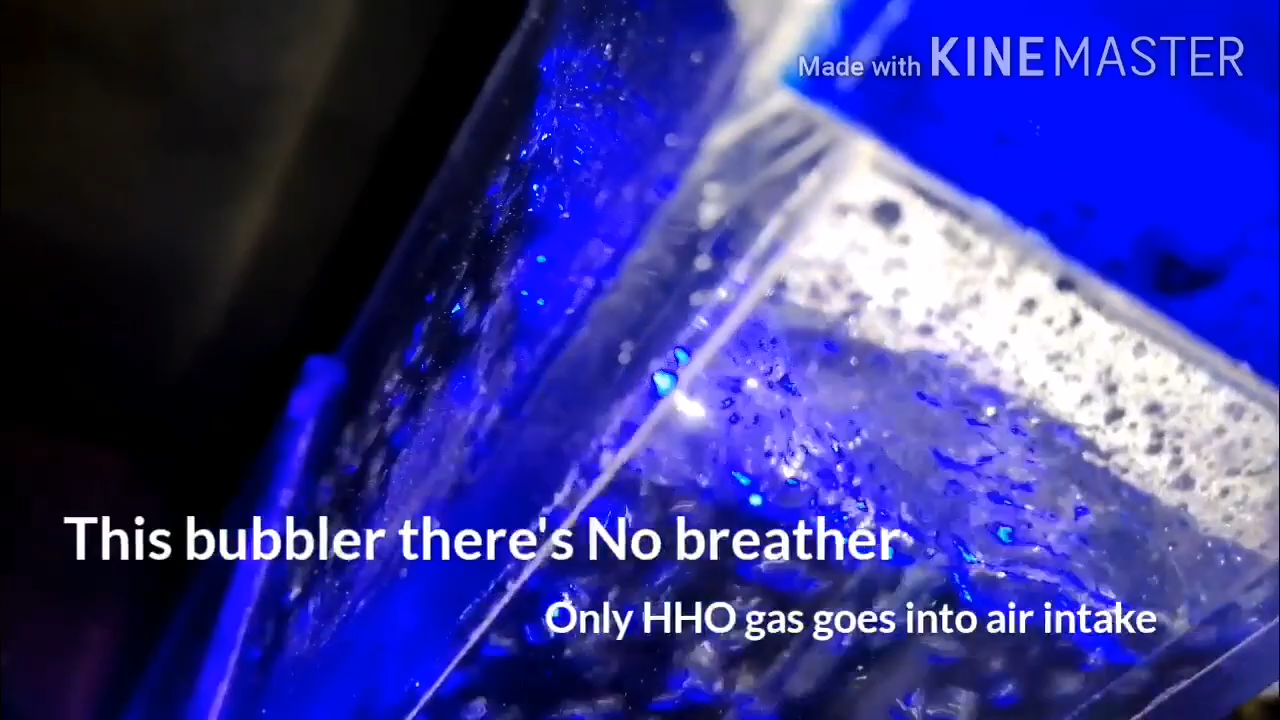 Made with KINEMASTER
This bubbler there's No breather
Only HHO gas goes into air intake